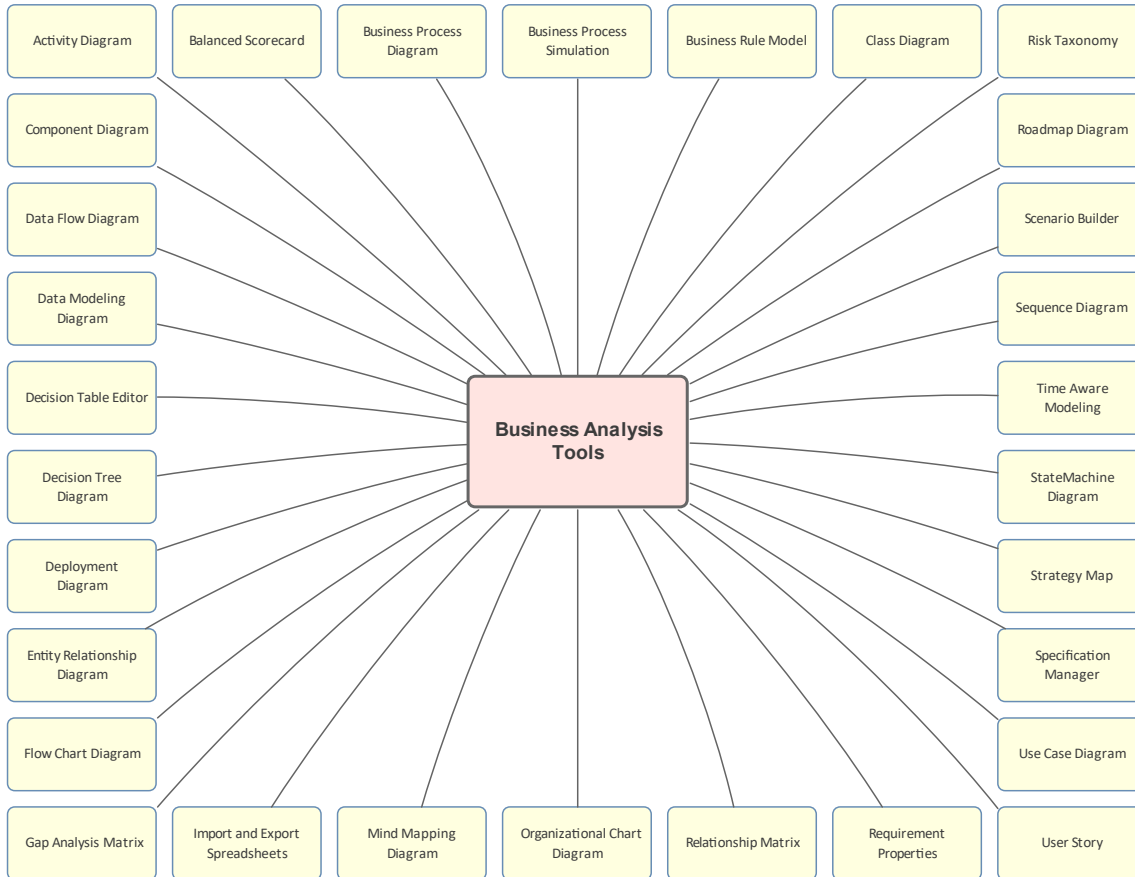 Activity Diagram
Balanced Scorecard
Business Process
Diagram
Business Process
Simulation
Business Rule Model
Class Diagram
Risk Taxonomy
Component Diagram
Roadmap Diagram
Data Flow Diagram
Scenario Builder
Data Modeling
Diagram
Sequence Diagram
Decision Table Editor
Time Aware
Modeling
Business Analysis
Tools
Decision Tree
Diagram
StateMachine
Diagram
Deployment
Diagram
Strategy Map
Entity Relationship
Diagram
Specification
Manager
Flow Chart Diagram
Use Case Diagram
Gap Analysis Matrix
Import and Export
Spreadsheets
Mind Mapping
Diagram
Organizational Chart
Diagram
Relationship Matrix
Requirement
Properties
User Story